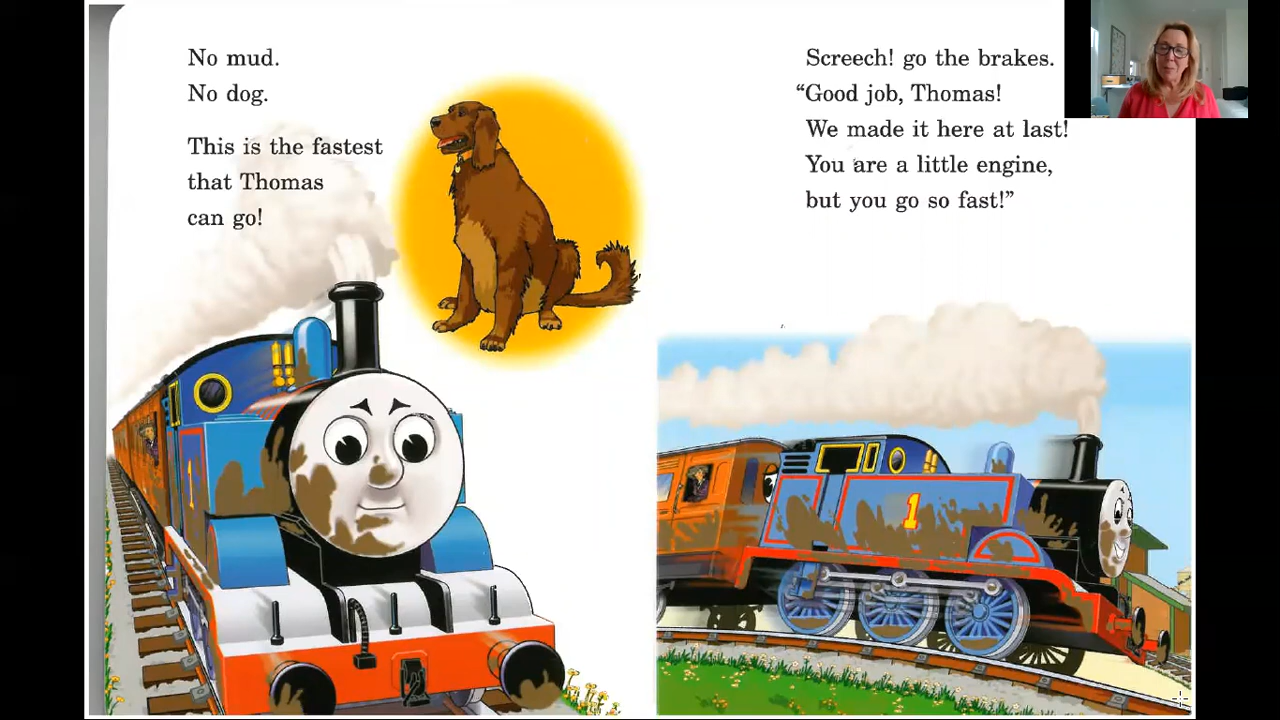 No mud.
No dog.
This is the fastest
that Thomas
can go!
Screech! go the brakes.
“Good job, Thomas!
We made it here at last!
You are a little engine,
but you go so fast!”
1
1